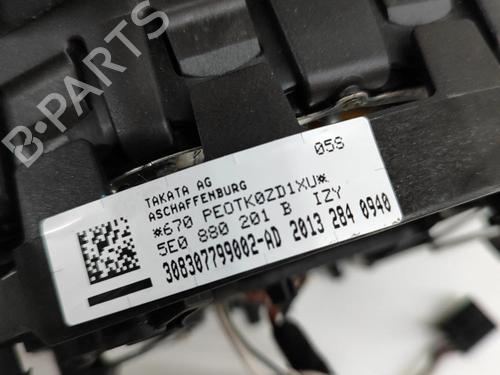 B-PARTS
TAKATA AG
ASCHAFFENBURG 05S
*670 PEOTK0ZD1XU*
5E0 880 201 B IZY
308307799002-AD 2013 284 0940